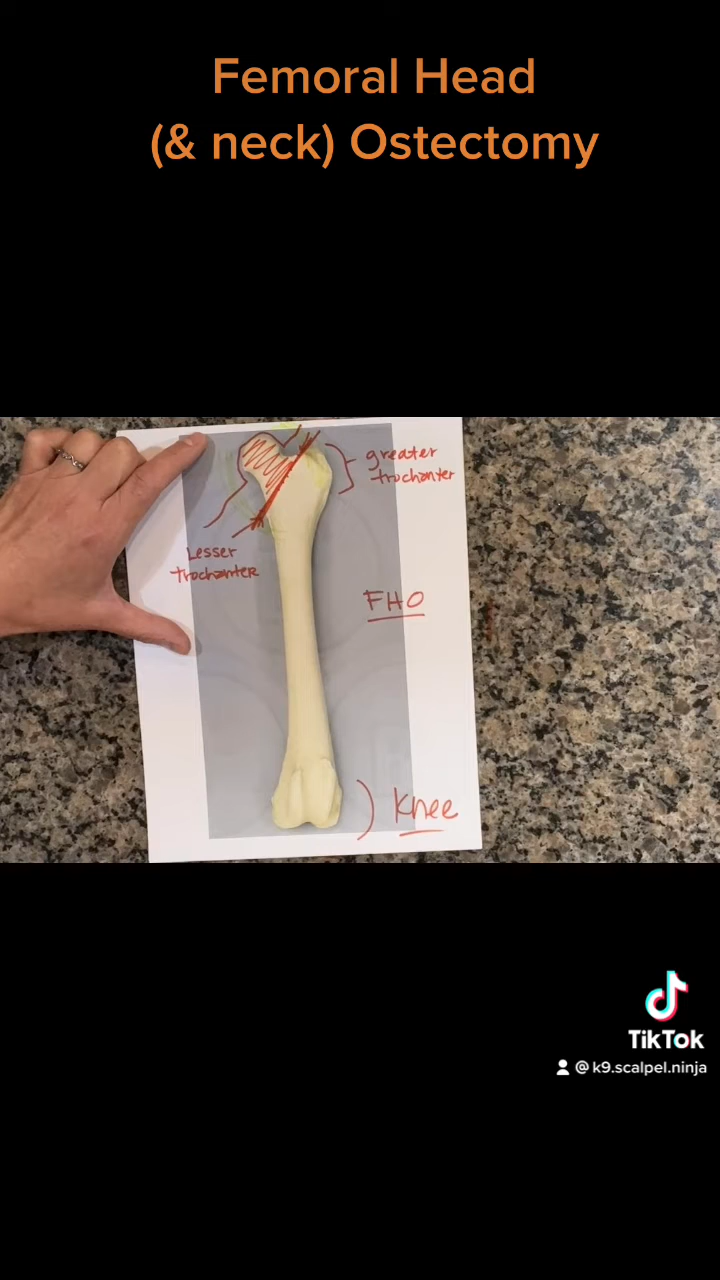 Femoral Head
(& neck) Ostectomy
greater
trochanter
Lesser
trochanter
FHO
Knee
TikTok
@k9.scalpel.ninja